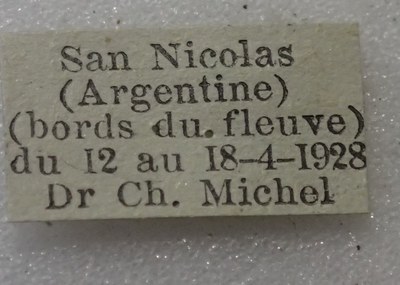 San Nicolas
(Argentine)
(bords du. fleuve)
du 12 au 18-4-1928
Dr Ch. Michel